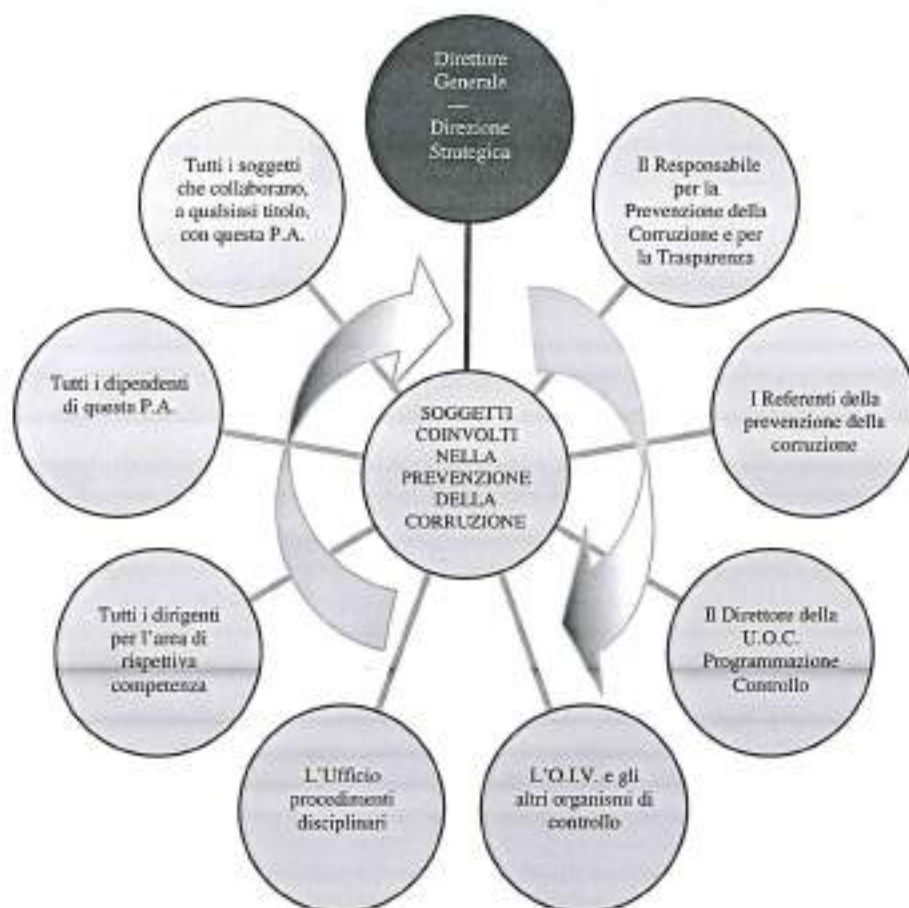 Direttore
Generale
—
Direzione
Strategica
Il Responsabile
per la
Prevenzione della
Corruzione e per
la Trasparenza
I Referenti della
prevenzione della
corruzione
Il Direttore della
U.O.C.
Programmazione
Controllo
L'O.I.V. e gli
altri organismi di
controllo
L'Ufficio
procedimenti
disciplinari
Tutti i dirigenti
per l'area di
rispettiva
competenza
Tutti i dipendenti
di questa P.A.
Tutti i soggetti
che collaborano,
a qualsiasi titolo,
con questa P.A.
SOGGETTI
COINVOLTI
NELLA
PREVENZIONE
DELLA
CORRUZIONE